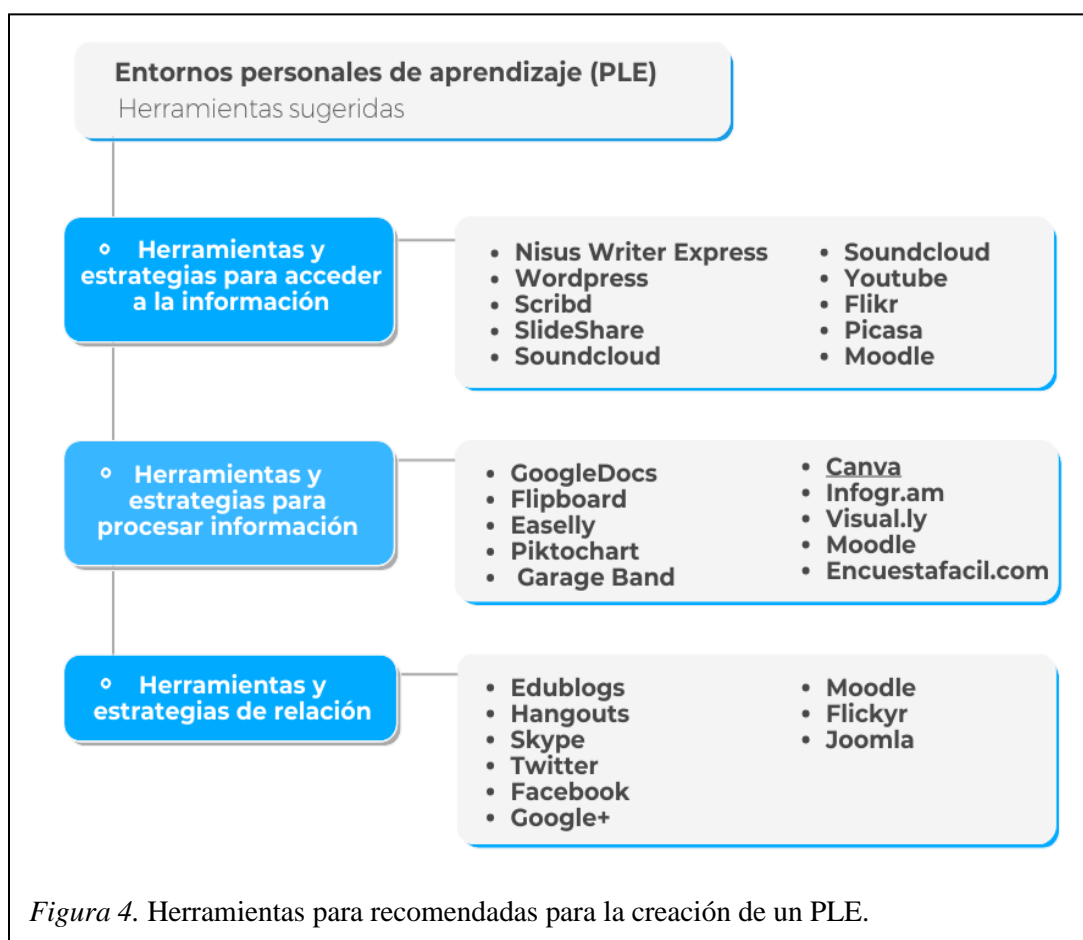 Entornos personales de aprendizaje (PLE)
Herramientas sugeridas
Herramientas y
estrategias para acceder
a la información
• Nisus Writer Express
• Wordpress
• Scribd
• SlideShare
• Soundcloud
• Soundcloud
• Youtube
• Flikr
• Picasa
• Moodle
Herramientas y
estrategias para
procesar información
• GoogleDocs
• Flipboard
• Easelly
• Piktochart
• Garage Band
• Canva
• Infogr.am
• Visual.ly
• Moodle
• Encuestafacil.com
Herramientas y
estrategias de relación
• Edublogs
• Hangouts
• Skype
• Twitter
• Facebook
• Google+
• Moodle
• Flickyr
• Joomla
Figura 4. Herramientas para recomendadas para la creación de un PLE.